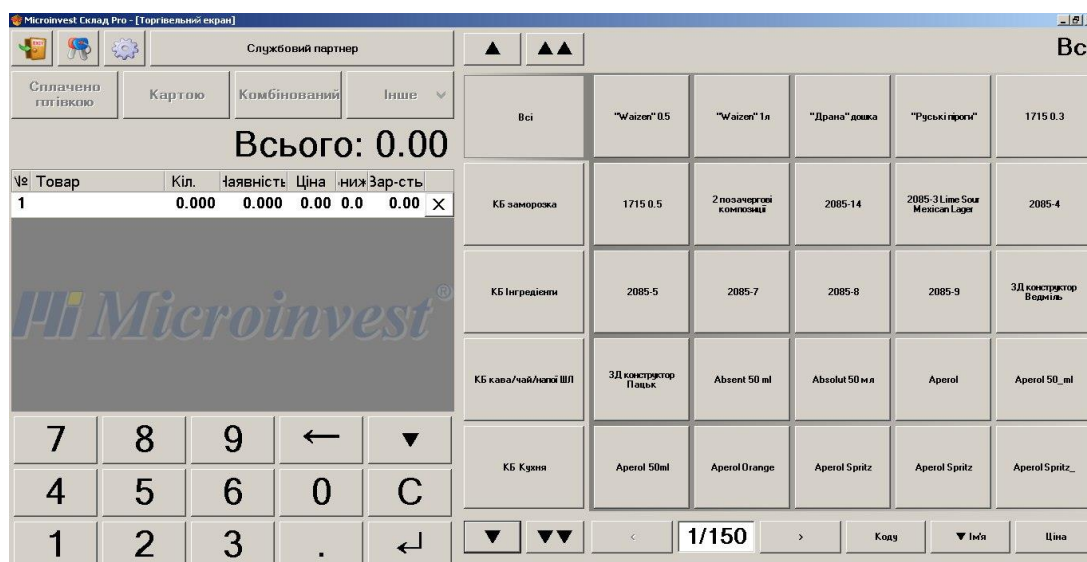 Microinvest Склад Pro - [Торгівельний екран]
Службовий партнер
Вс
Сплачено готівкою
Картою
Комбінований
Інше
Всього: 0.00
№ Товар Кіл. Наявність Ціна ниж Вар-сть
1 0.000 0.000 0.00 0.0 0.00 X
Microinvest®
7 8 9 ← ▼
4 5 6 0 C
1 2 3 .
Всі
"Waizen" 0.5
"Waizen" 1л
"Драна" дошка
"Руські піроги"
1715 0.3
КБ заморозка
1715 0.5
2 позачергові
композиції
2085-14
2085-3 Lime Sour
Mexican Lager
2085-4
КБ Інгредієнти
2085-5
2085-7
2085-8
2085-9
3Д конструктор
Ведміль
КБ кава/чай/напої ШЛ
3Д конструктор
Пацьк
Absent 50 ml
Absolut 50 мл
Aperol
Aperol 50_ml
КБ Кухня
Aperol 50ml
Aperol Orange
Aperol Spritz
Aperol Spritz
Aperol Spritz_
< 1/150 > Коду ▼ Ім'я Ціна